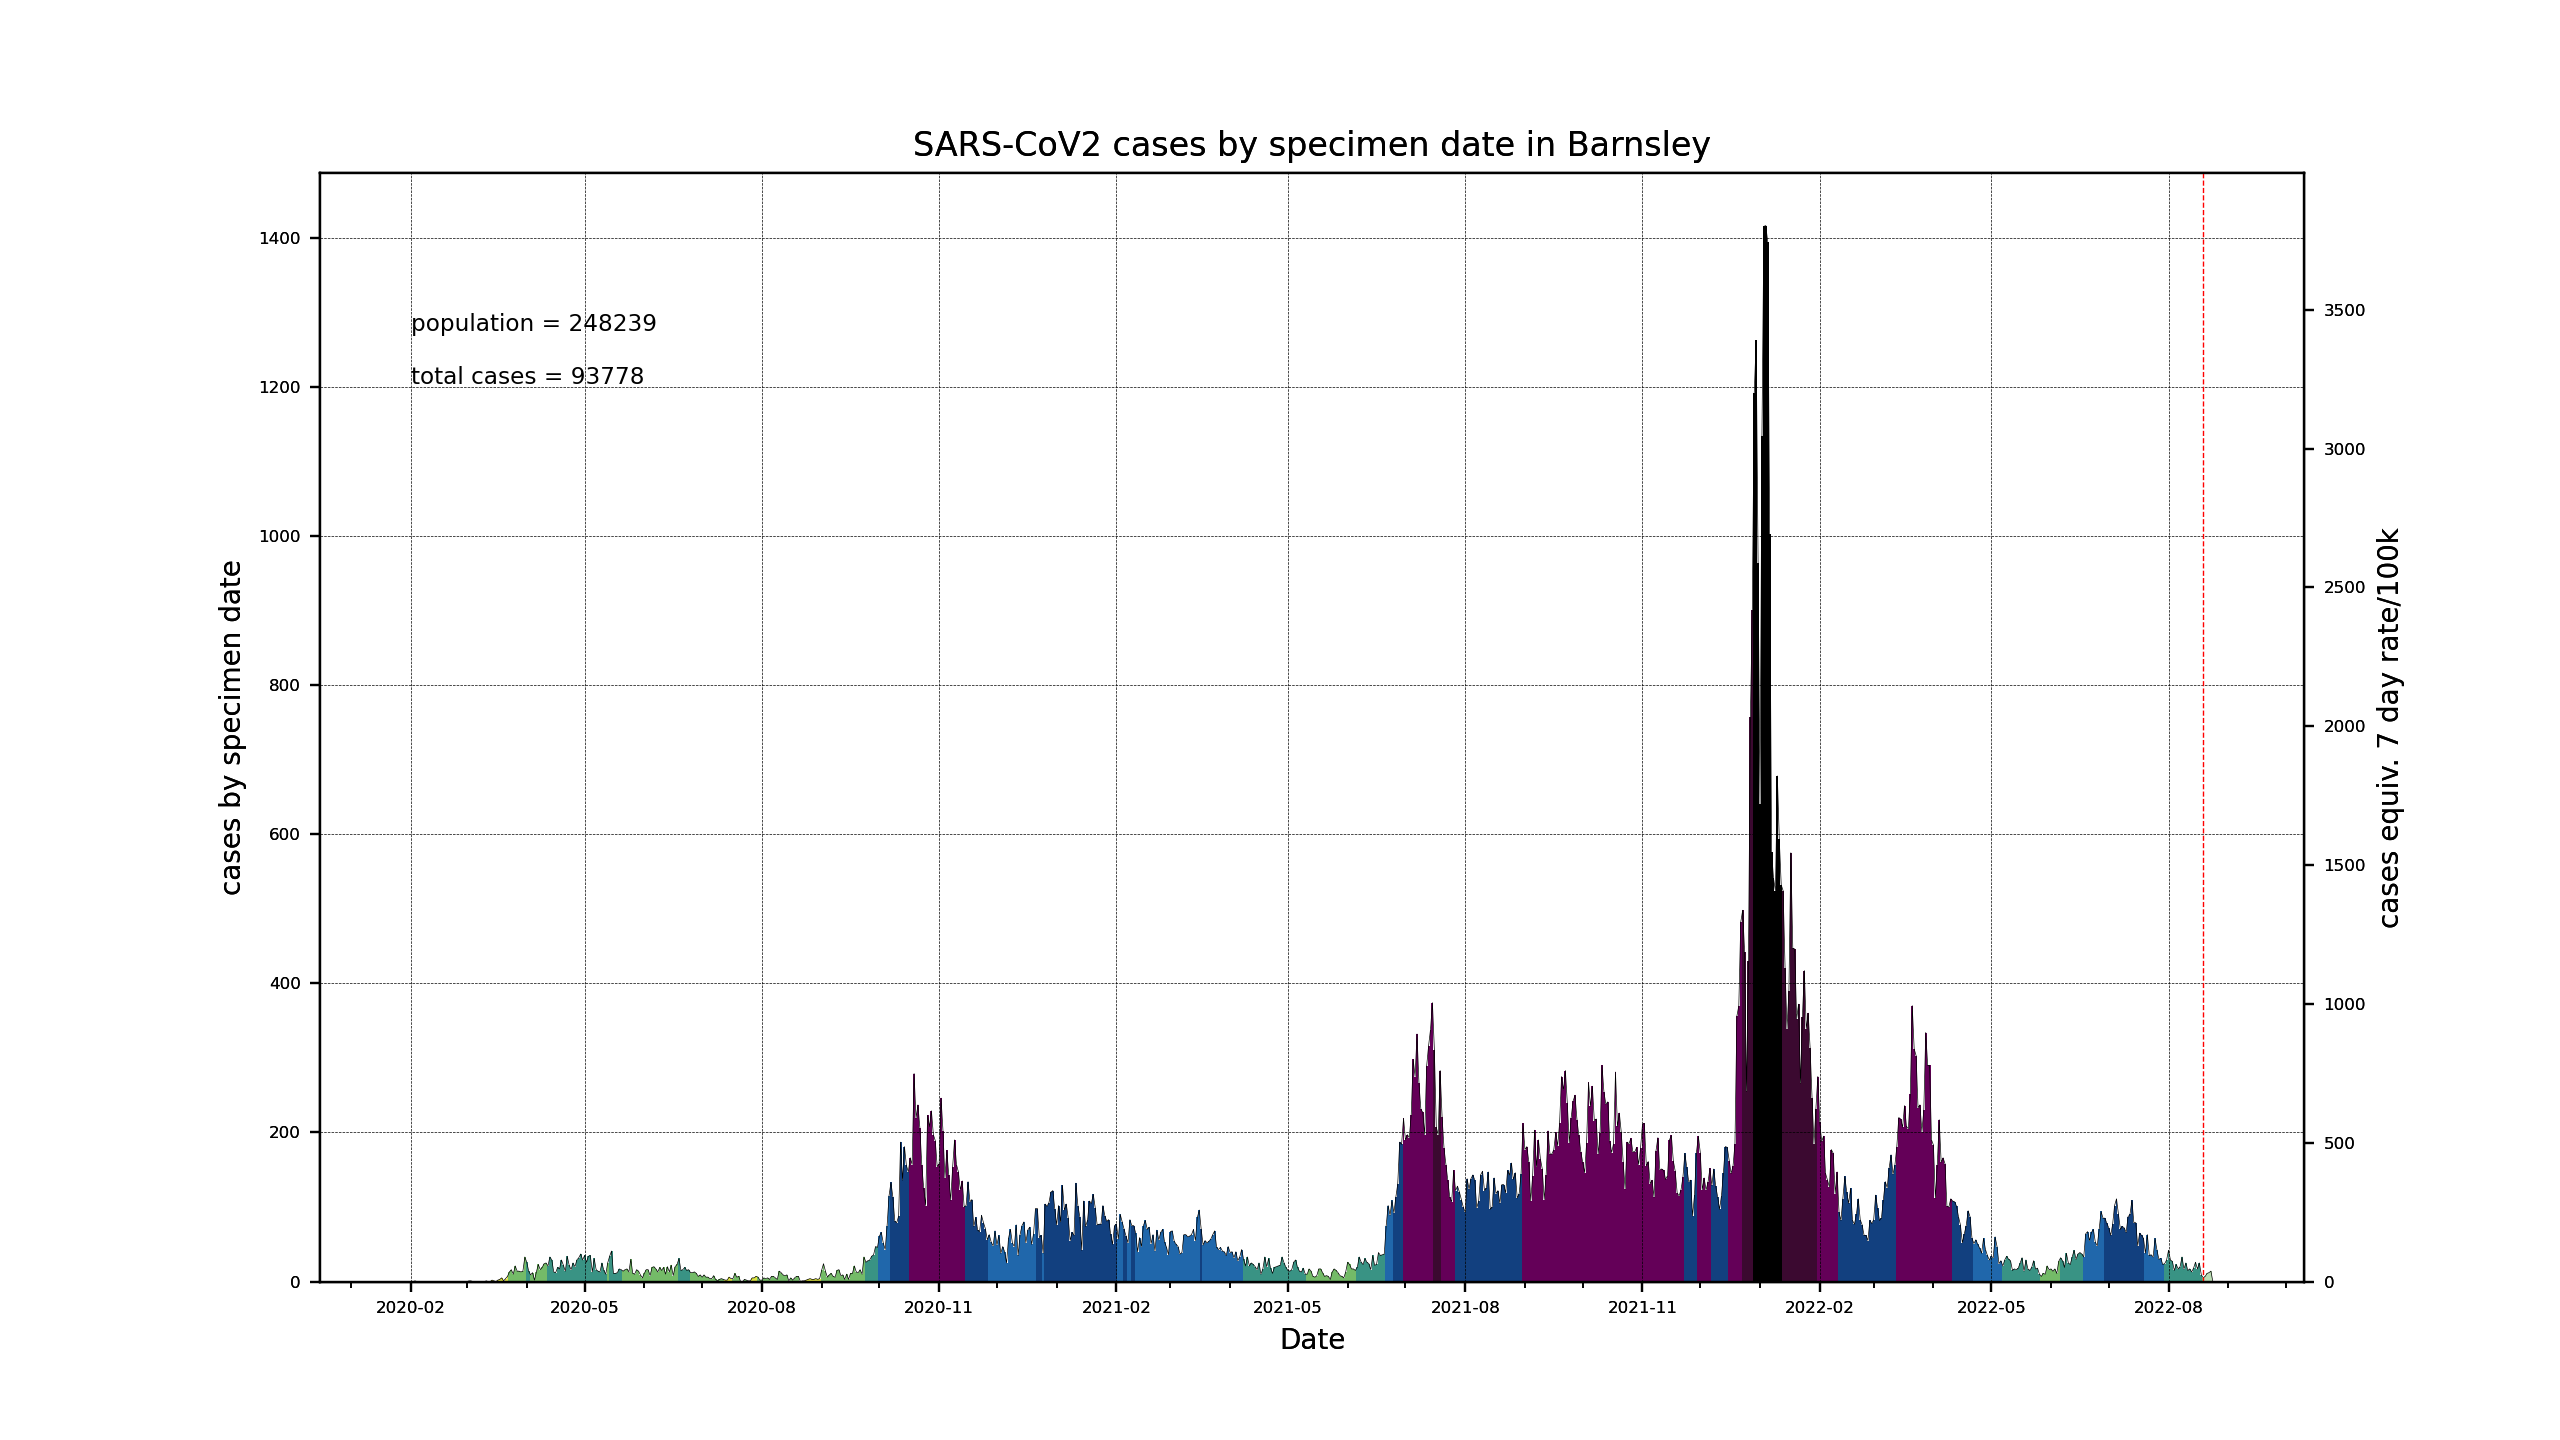 SARS-CoV2 cases by specimen date in Barnsley
population = 248239
total cases = 93778
cases by specimen date
1400
1200
1000
800
600
400
200
0
3500
3000
2500
2000
1500
1000
500
0
cases equiv. 7 day rate/100k
2020-02 2020-05 2020-08 2020-11 2021-02 2021-05 2021-08 2021-11 2022-02 2022-05 2022-08
Date